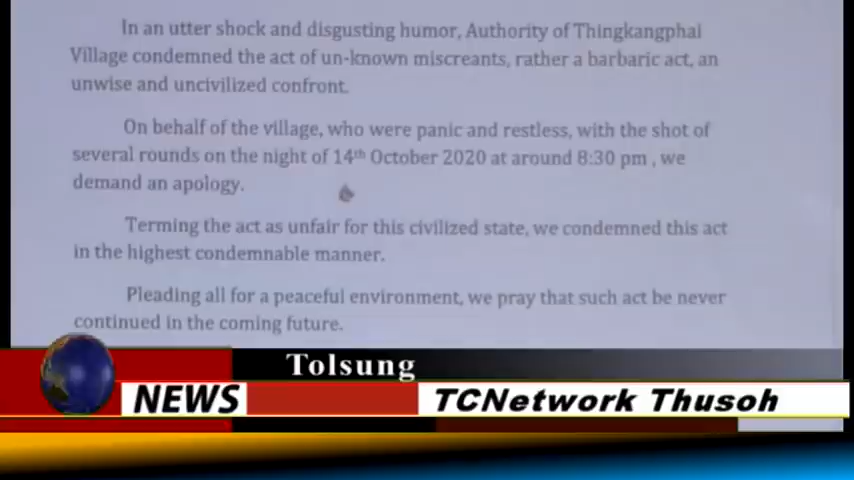 In an utter shock and disgusting humor, Authority of Thingkangphai
Village condemned the act of un-known miscreants, rather a barbaric act, an
unwise and uncivilized confront.
On behalf of the village, who were panic and restless, with the shot of
several rounds on the night of 14th October 2020 at around 8:30 pm , we
demand an apology.
Terming the act as unfair for this civilized state, we condemned this act
in the highest condemnable manner.
Pleading all for a peaceful environment, we pray that such act be never
continued in the coming future.
Tolsung
NEWS
TCNetwork Thusoh